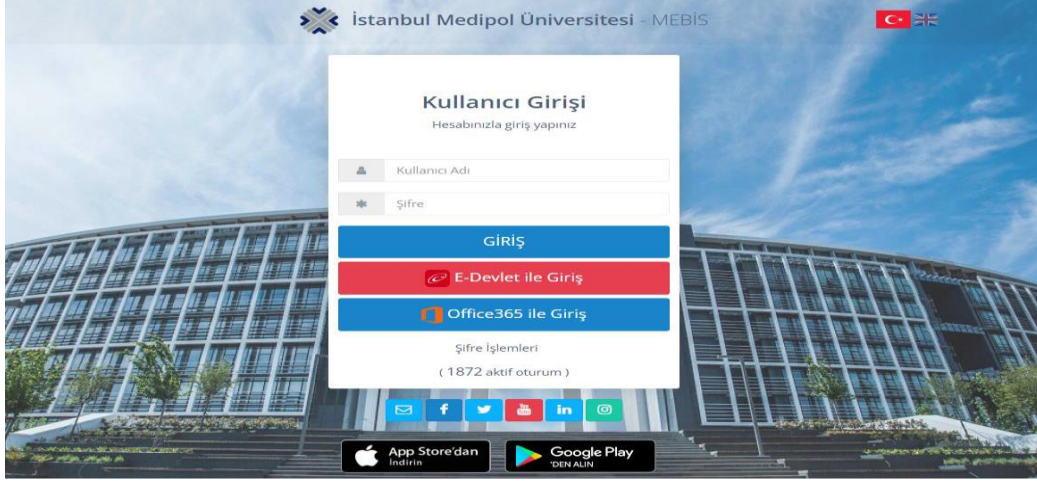 İstanbul Medipol Üniversitesi - MEBİS
Kullanıcı Girişi
Hesabınızla giriş yapınız
Kullanıcı Adı
Şifre
GİRİŞ
E-Devlet ile Giriş
Office365 ile Giriş
Şifre İşlemleri
( 1872 aktif oturum )
App Store'dan
İndirin
Google Play
'DEN ALIN